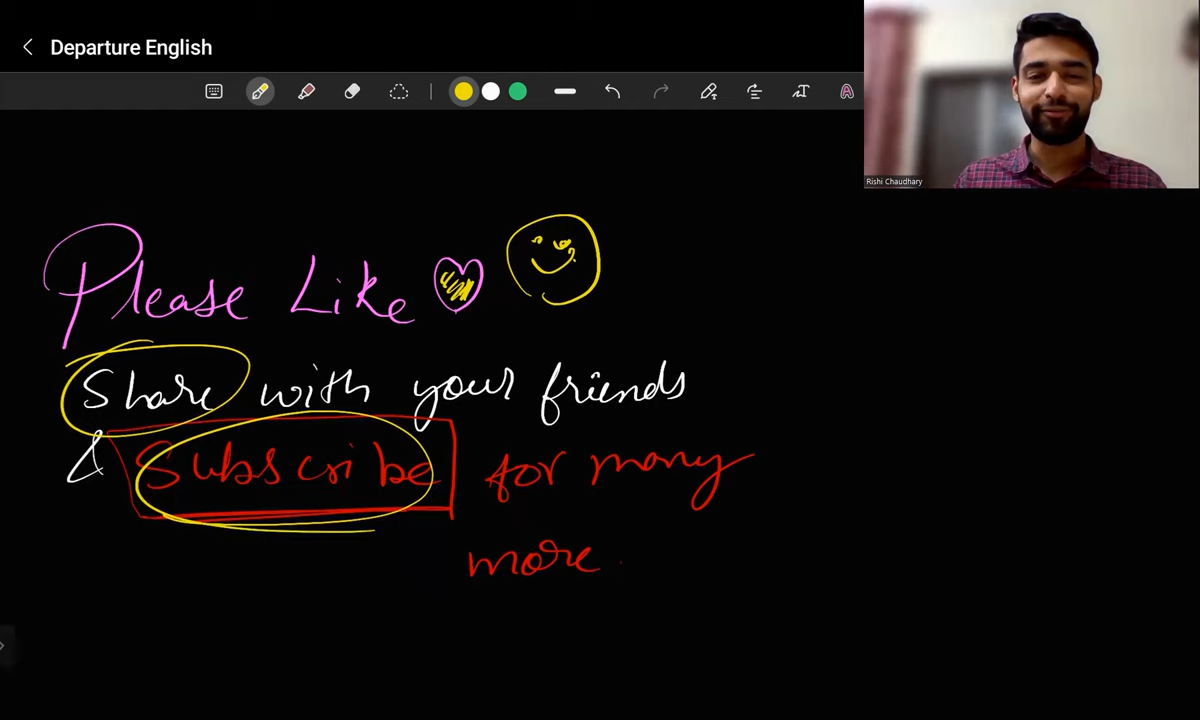 Departure English
Rishi Chaudhary
Please Like
Share with your friends
& Subscribe for many
more.